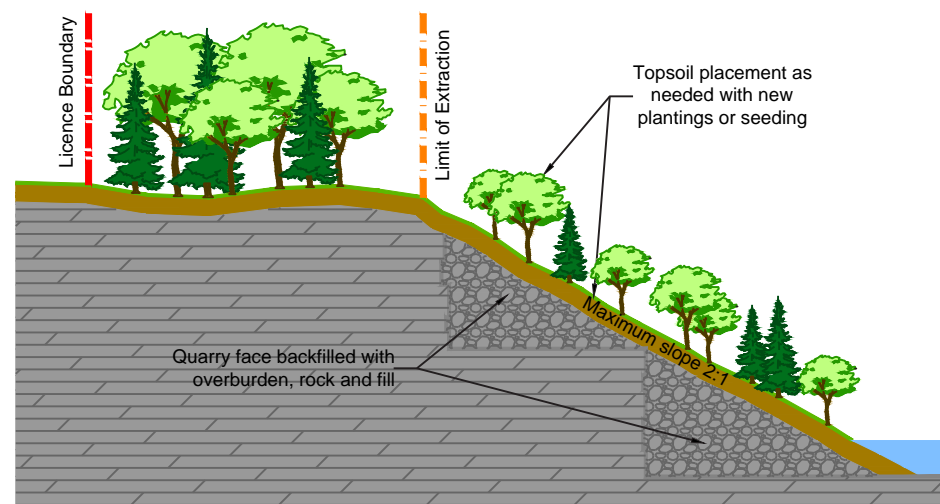 Licence Boundary
Limit of Extraction
Topsoil placement as
needed with new
plantings or seeding
Maximum slope 2:1
Quarry face backfilled with
overburden, rock and fill